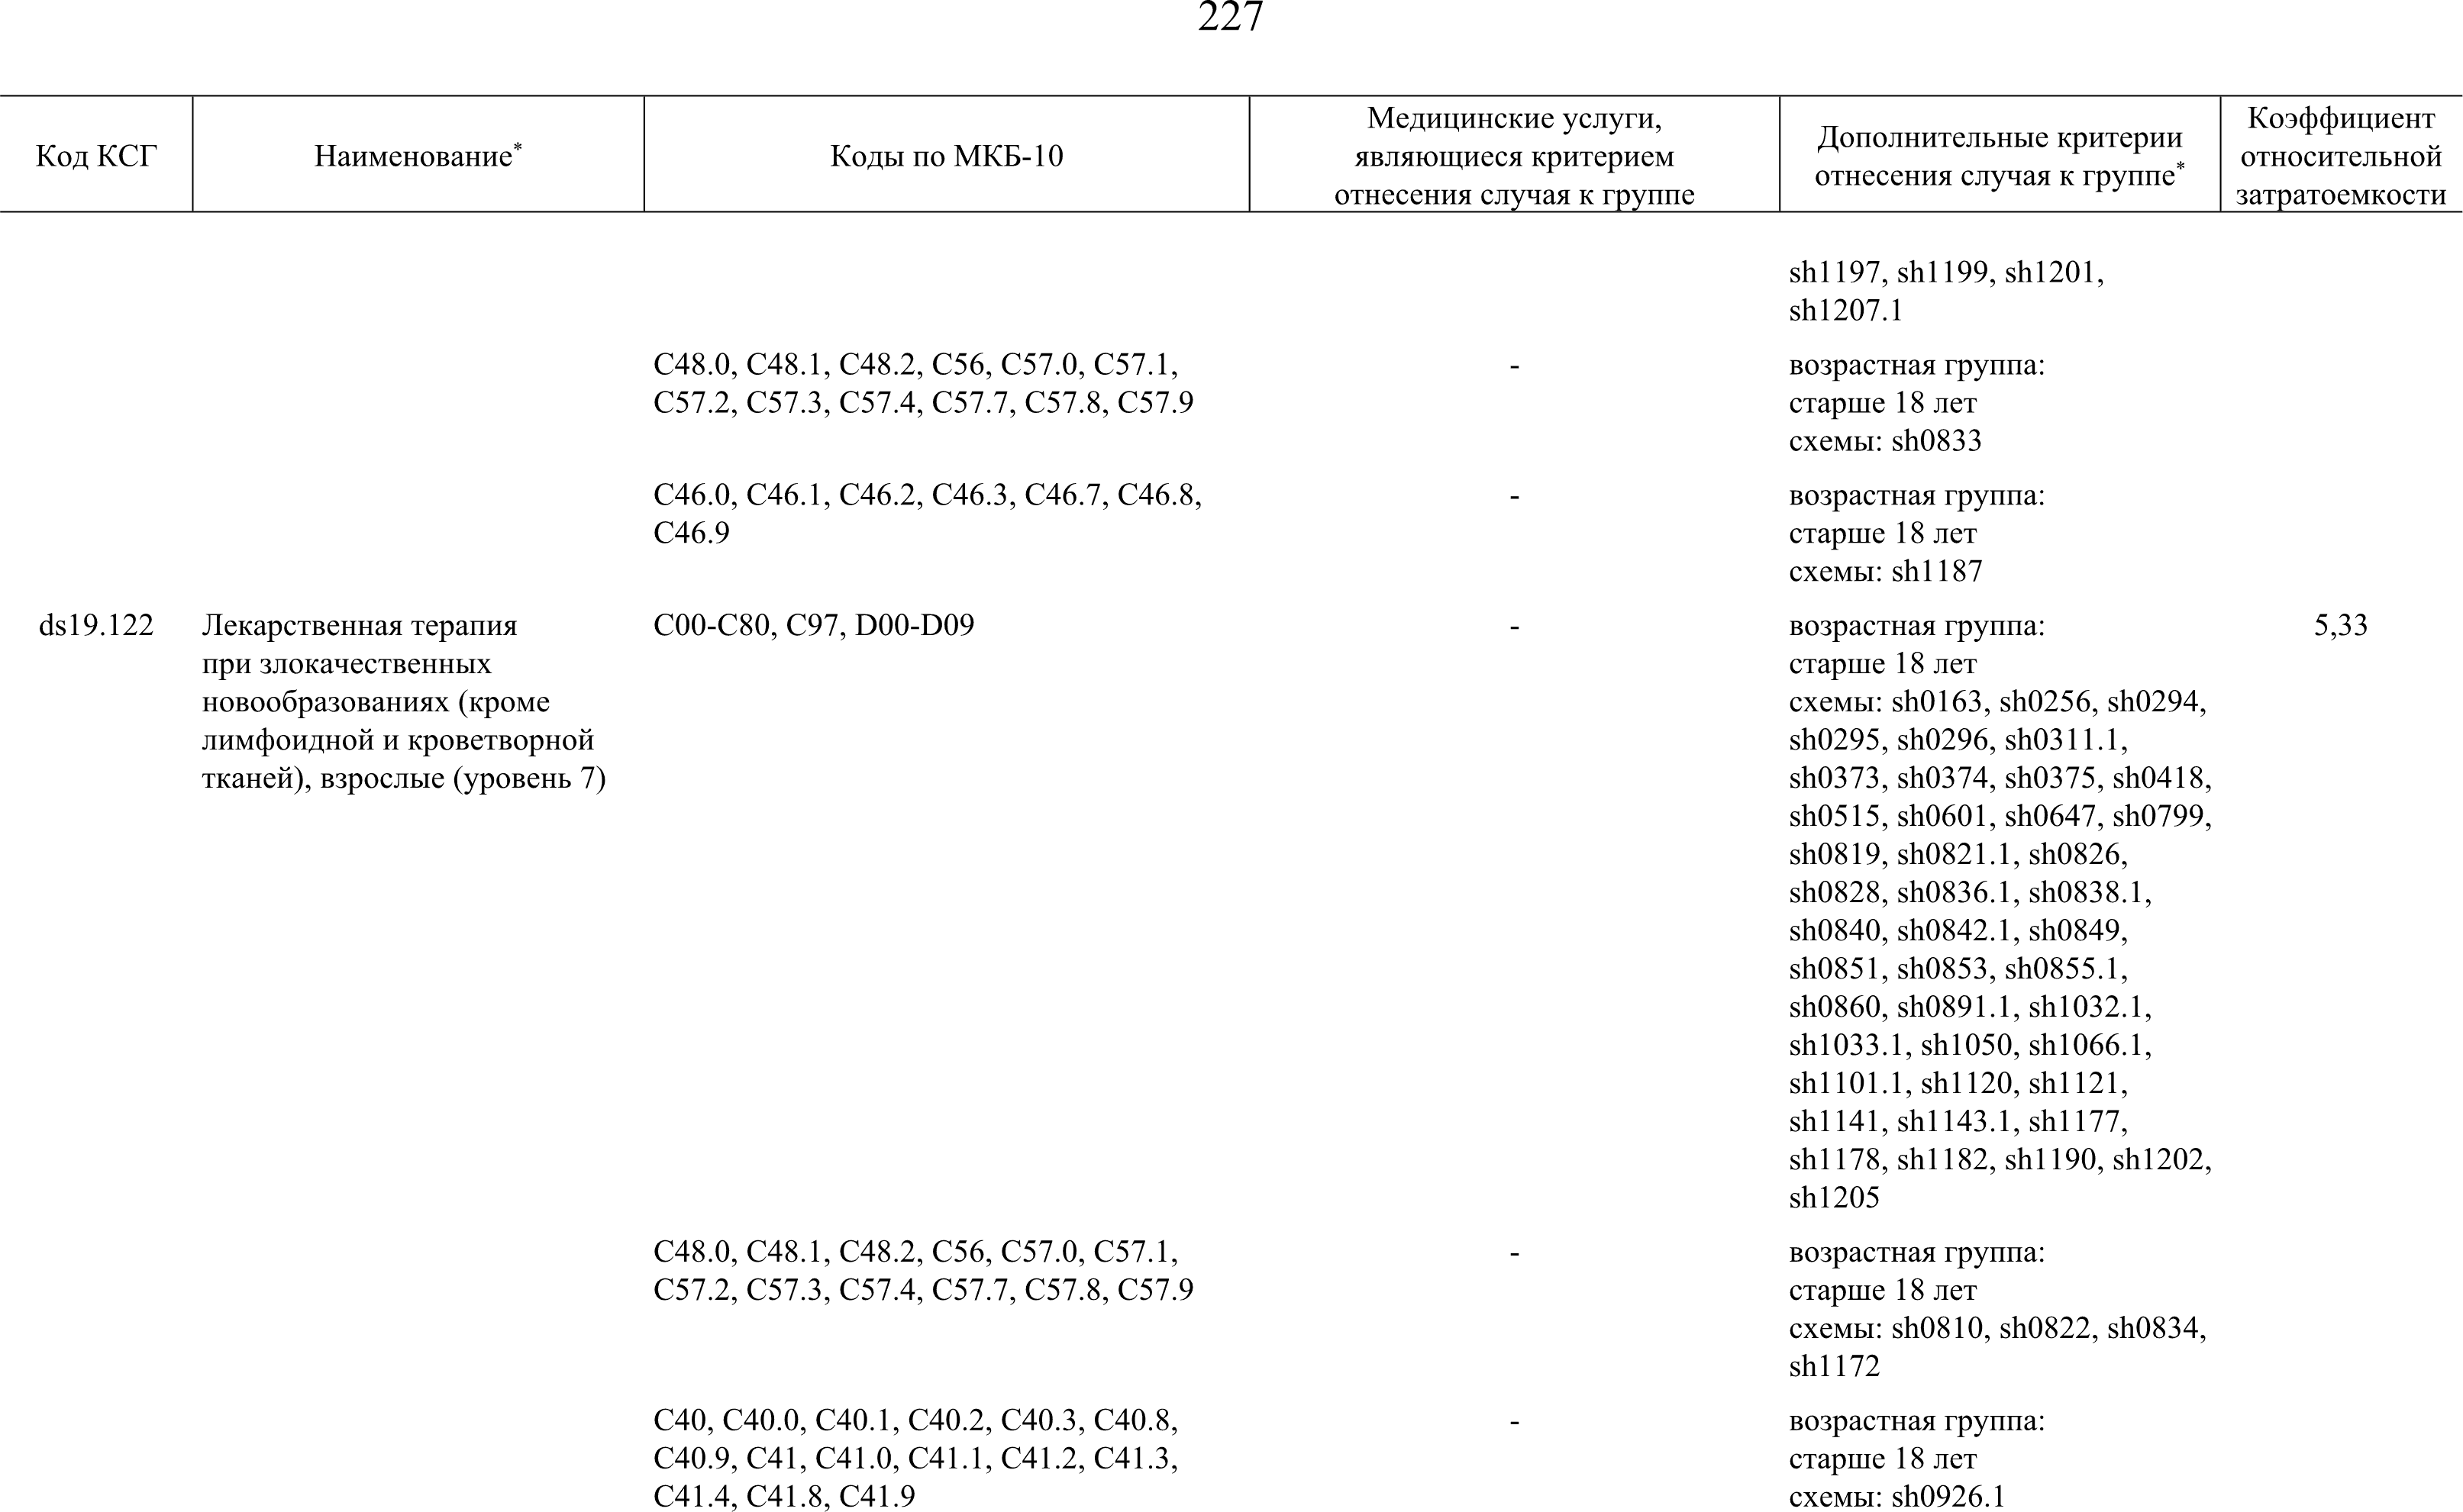 227
Код КСГ
Наименование*
Коды по МКБ-10
Медицинские услуги,
являющиеся критерием
отнесения случая к группе
Дополнительные критерии
отнесения случая к группе*
Коэффициент
относительной
затратоемкости
sh1197, sh1199, sh1201,
sh1207.1
C48.0, C48.1, C48.2, C56, C57.0, C57.1,
C57.2, C57.3, C57.4, C57.7, C57.8, C57.9
-
возрастная группа:
старше 18 лет
схемы: sh0833
C46.0, C46.1, C46.2, C46.3, C46.7, C46.8,
C46.9
-
возрастная группа:
старше 18 лет
схемы: sh1187
ds19.122
Лекарственная терапия
при злокачественных
новообразованиях (кроме
лимфоидной и кроветворной
тканей), взрослые (уровень 7)
C00-C80, C97, D00-D09
-
возрастная группа:
старше 18 лет
схемы: sh0163, sh0256, sh0294,
sh0295, sh0296, sh0311.1,
sh0373, sh0374, sh0375, sh0418,
sh0515, sh0601, sh0647, sh0799,
sh0819, sh0821.1, sh0826,
sh0828, sh0836.1, sh0838.1,
sh0840, sh0842.1, sh0849,
sh0851, sh0853, sh0855.1,
sh0860, sh0891.1, sh1032.1,
sh1033.1, sh1050, sh1066.1,
sh1101.1, sh1120, sh1121,
sh1141, sh1143.1, sh1177,
sh1178, sh1182, sh1190, sh1202,
sh1205
5,33
C48.0, C48.1, C48.2, C56, C57.0, C57.1,
C57.2, C57.3, C57.4, C57.7, C57.8, C57.9
-
возрастная группа:
старше 18 лет
схемы: sh0810, sh0822, sh0834,
sh1172
C40, C40.0, C40.1, C40.2, C40.3, C40.8,
C40.9, C41, C41.0, C41.1, C41.2, C41.3,
C41.4, C41.8, C41.9
-
возрастная группа:
старше 18 лет
схемы: sh0926.1